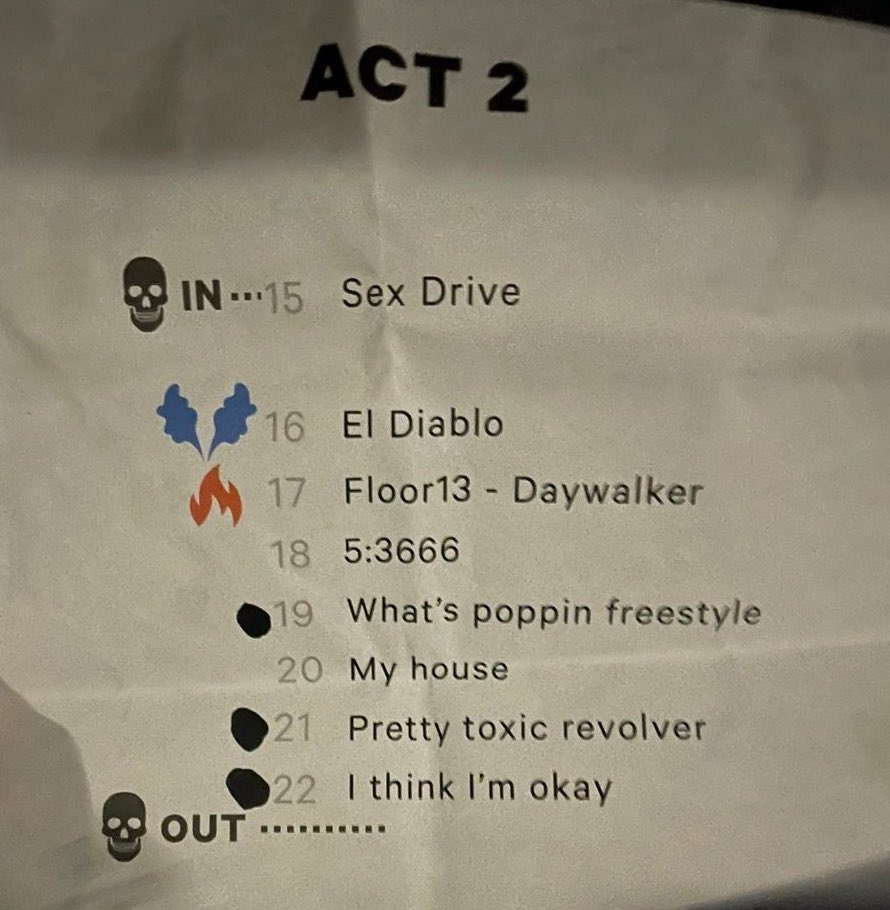 ACT 2
IN ...15 Sex Drive
16 El Diablo
17 Floor13 - Daywalker
18 5:3666
19 What's poppin freestyle
20 My house
21 Pretty toxic revolver
22 I think I'm okay
OUT ..........